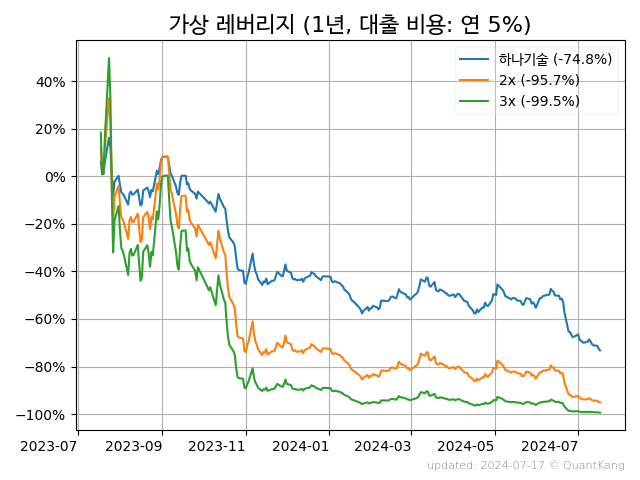 가상 레버리지 (1년, 대출 비용: 연 5%)
하나기술 (-74.8%)
2x (-95.7%)
3x (-99.5%)
40%
20%
0%
−20%
−40%
−60%
−80%
−100%
2023-07 2023-09 2023-11 2024-01 2024-03 2024-05 2024-07
updated: 2024-07-17 © QuantKang